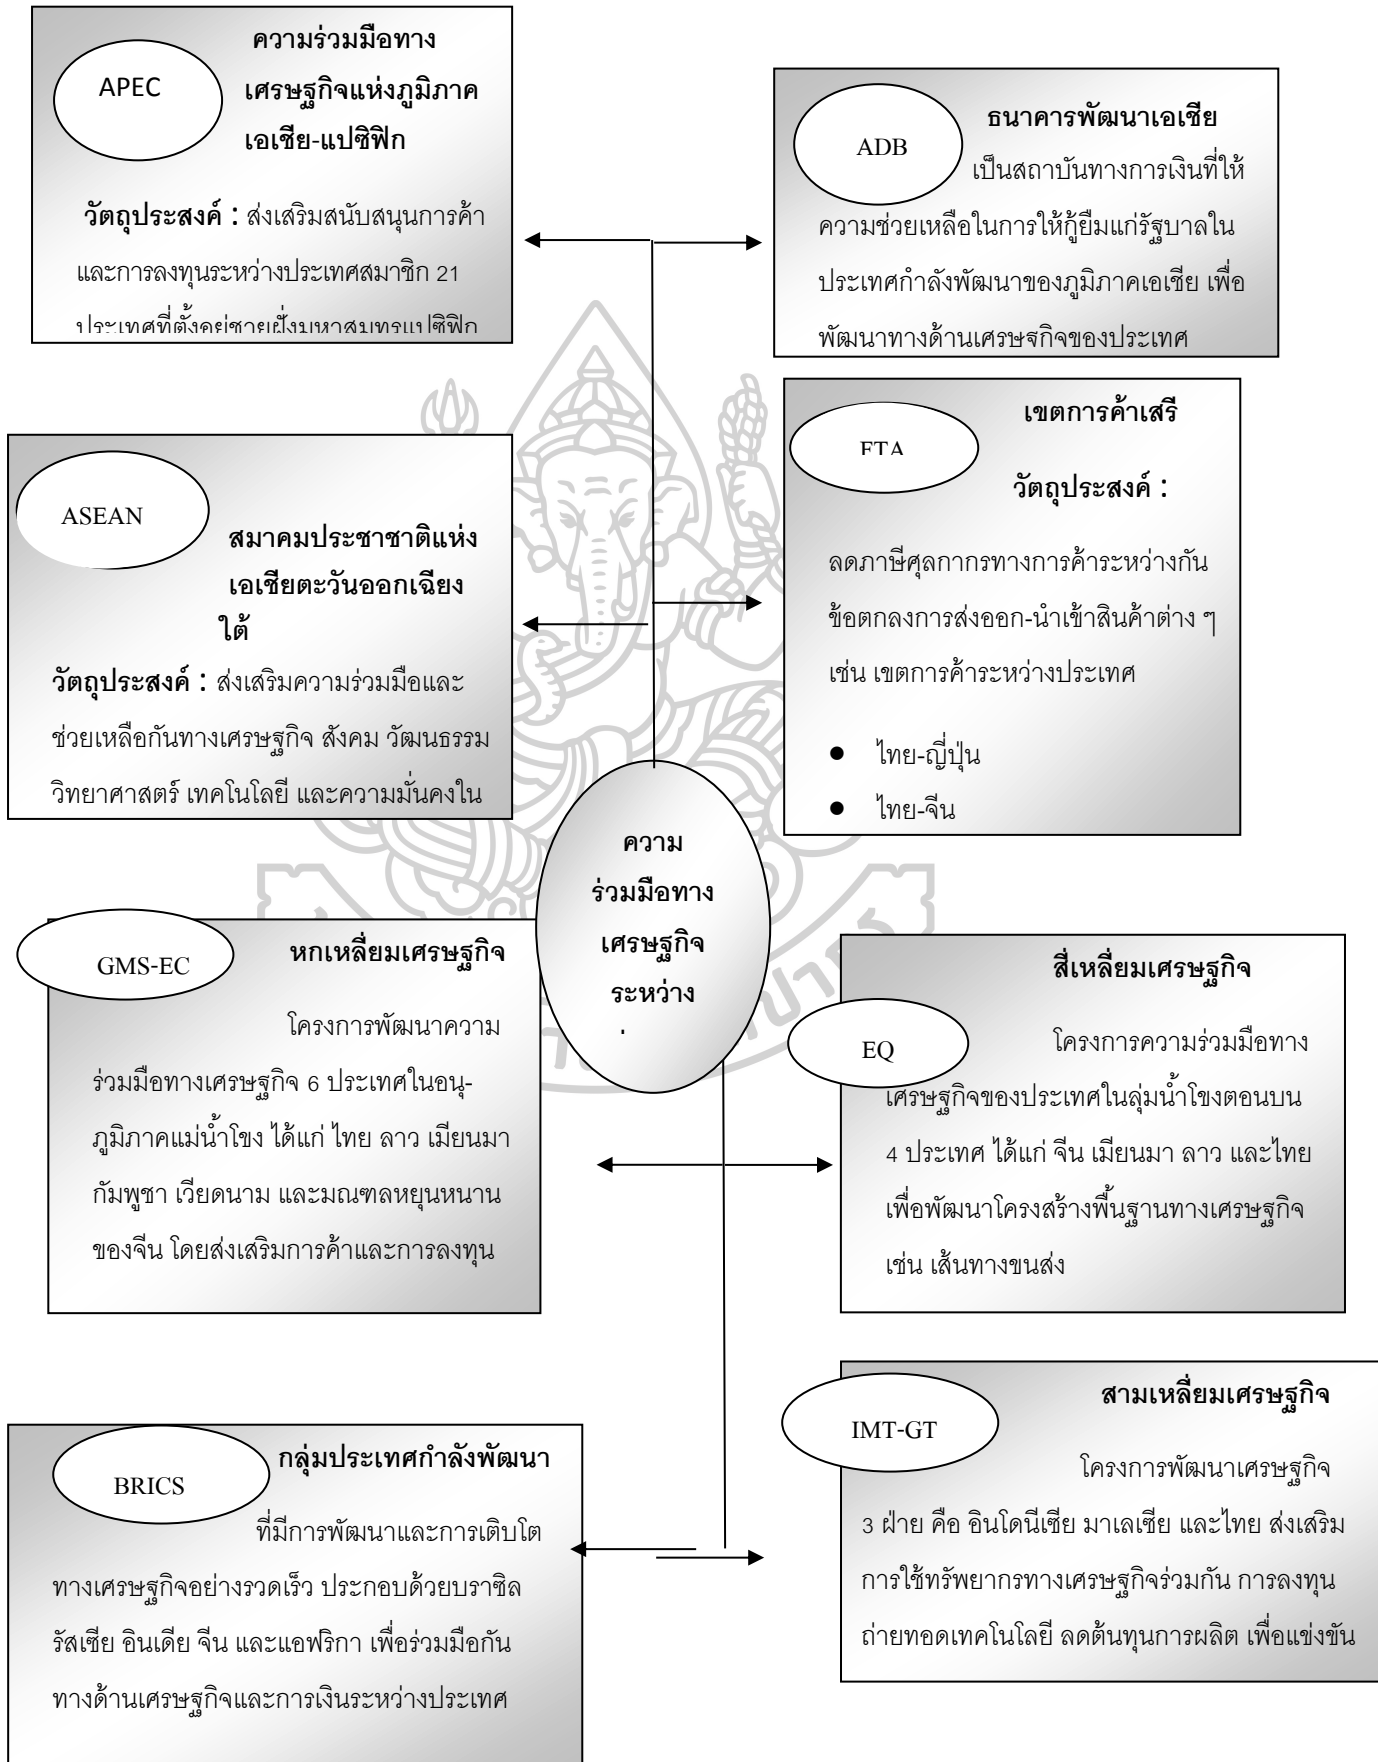 APEC
ความร่วมมือทาง
เศรษฐกิจแห่งภูมิภาค
เอเชีย-แปซิฟิก
วัตถุประสงค์ : ส่งเสริมสนับสนุนการค้า
และการลงทุนระหว่างประเทศสมาชิก 21
ประเทศที่ตั้งอยู่ชายฝั่งมหาสมุทรแปซิฟิก
ADB
ธนาคารพัฒนาเอเชีย
เป็นสถาบันทางการเงินที่ให้
ความช่วยเหลือในการให้กู้ยืมแก่รัฐบาลใน
ประเทศกำลังพัฒนาของภูมิภาคเอเชีย เพื่อ
พัฒนาทางด้านเศรษฐกิจของประเทศ
ASEAN
สมาคมประชาชาติแห่ง
เอเชียตะวันออกเฉียง
ใต้
วัตถุประสงค์ : ส่งเสริมความร่วมมือและ
ช่วยเหลือกันทางเศรษฐกิจ สังคม วัฒนธรรม
วิทยาศาสตร์ เทคโนโลยี และความมั่นคงใน
FTA
เขตการค้าเสรี
วัตถุประสงค์ :
ลดภาษีศุลกากรทางการค้าระหว่างกัน
ข้อตกลงการส่งออก-นำเข้าสินค้าต่าง ๆ
เช่น เขตการค้าระหว่างประเทศ
● ไทย-ญี่ปุ่น
● ไทย-จีน
ความ
ร่วมมือทาง
เศรษฐกิจ
ระหว่าง
GMS-EC
หกเหลี่ยมเศรษฐกิจ
โครงการพัฒนาความ
ร่วมมือทางเศรษฐกิจ 6 ประเทศในอนุ-
ภูมิภาคแม่น้ำโขง ได้แก่ ไทย ลาว เมียนมา
กัมพูชา เวียดนาม และมณฑลหยุนหนาน
ของจีน โดยส่งเสริมการค้าและการลงทุน
EQ
สี่เหลี่ยมเศรษฐกิจ
โครงการความร่วมมือทาง
เศรษฐกิจของประเทศในลุ่มน้ำโขงตอนบน
4 ประเทศ ได้แก่ จีน เมียนมา ลาว และไทย
เพื่อพัฒนาโครงสร้างพื้นฐานทางเศรษฐกิจ
เช่น เส้นทางขนส่ง
BRICS
กลุ่มประเทศกำลังพัฒนา
ที่มีการพัฒนาและการเติบโต
ทางเศรษฐกิจอย่างรวดเร็ว ประกอบด้วยบราซิล
รัสเซีย อินเดีย จีน และแอฟริกา เพื่อร่วมมือกัน
ทางด้านเศรษฐกิจและการเงินระหว่างประเทศ
IMT-GT
สามเหลี่ยมเศรษฐกิจ
โครงการพัฒนาเศรษฐกิจ
3 ฝ่าย คือ อินโดนีเซีย มาเลเซีย และไทย ส่งเสริม
การใช้ทรัพยากรทางเศรษฐกิจร่วมกัน การลงทุน
ถ่ายทอดเทคโนโลยี ลดต้นทุนการผลิต เพื่อแข่งขัน